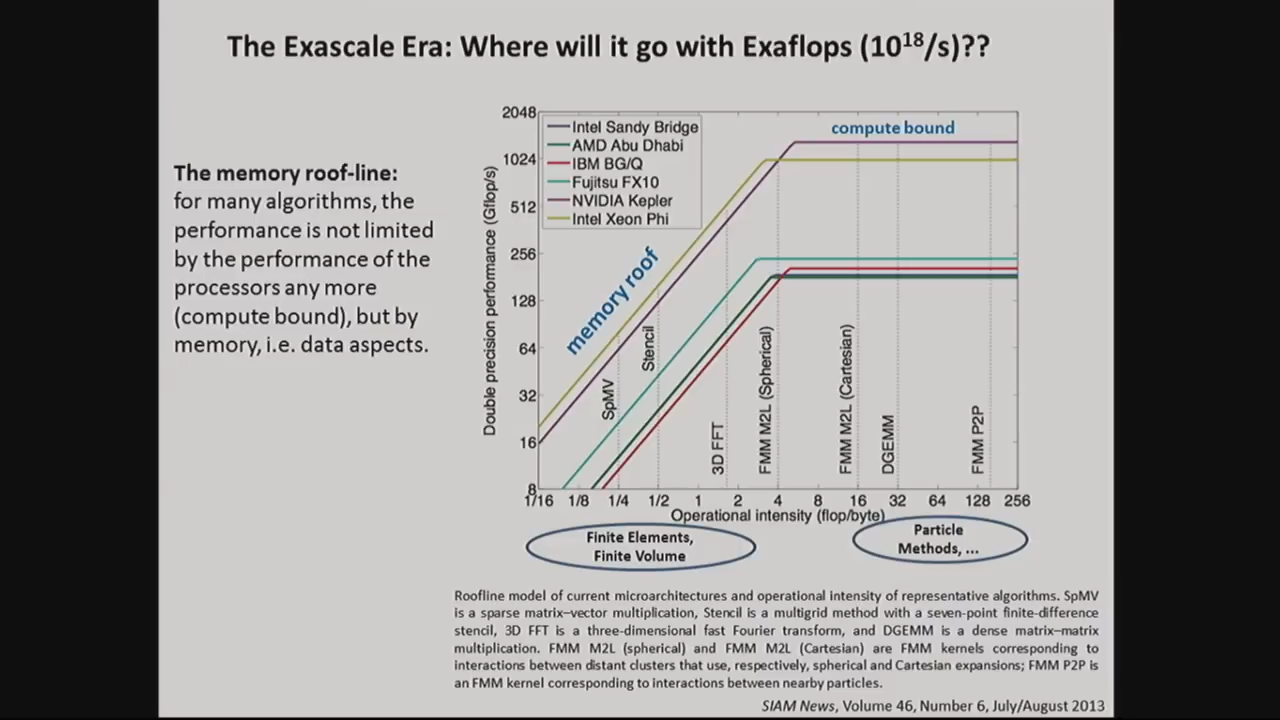 The Exascale Era: Where will it go with Exaflops (10¹⁸/s)??
The memory roof-line:
for many algorithms, the
performance is not limited
by the performance of the
processors any more
(compute bound), but by
memory, i.e. data aspects.
Double precision performance (Gflop/s)
2048
1024
512
256
128
64
32
16
8
Intel Sandy Bridge
AMD Abu Dhabi
IBM BG/Q
Fujitsu FX10
NVIDIA Kepler
Intel Xeon Phi
compute bound
memory roof
SpMV
Stencil
3D FFT
FMM M2L (Spherical)
FMM M2L (Cartesian)
DGEMM
FMM P2P
1/16 1/8 1/4 1/2 1 2 4 8 16 32 64 128 256
Operational intensity (flop/byte)
Finite Elements,
Finite Volume
Particle
Methods, ...
Roofline model of current microarchitectures and operational intensity of representative algorithms. SpMV
is a sparse matrix–vector multiplication, Stencil is a multigrid method with a seven-point finite-difference
stencil, 3D FFT is a three-dimensional fast Fourier transform, and DGEMM is a dense matrix–matrix
multiplication. FMM M2L (spherical) and FMM M2L (Cartesian) are FMM kernels corresponding to
interactions between distant clusters that use, respectively, spherical and Cartesian expansions; FMM P2P is
an FMM kernel corresponding to interactions between nearby particles.
SIAM News, Volume 46, Number 6, July/August 2013